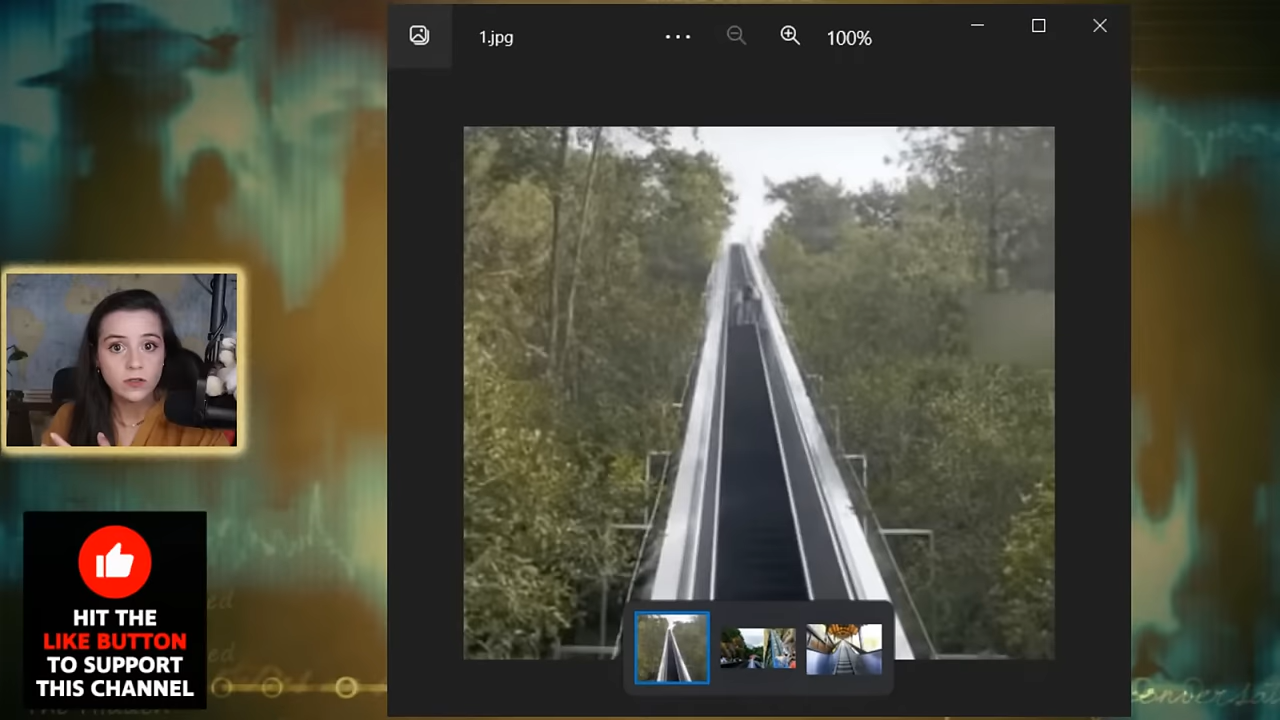 1.jpg
100%
HIT THE
LIKE BUTTON
TO SUPPORT
THIS CHANNEL